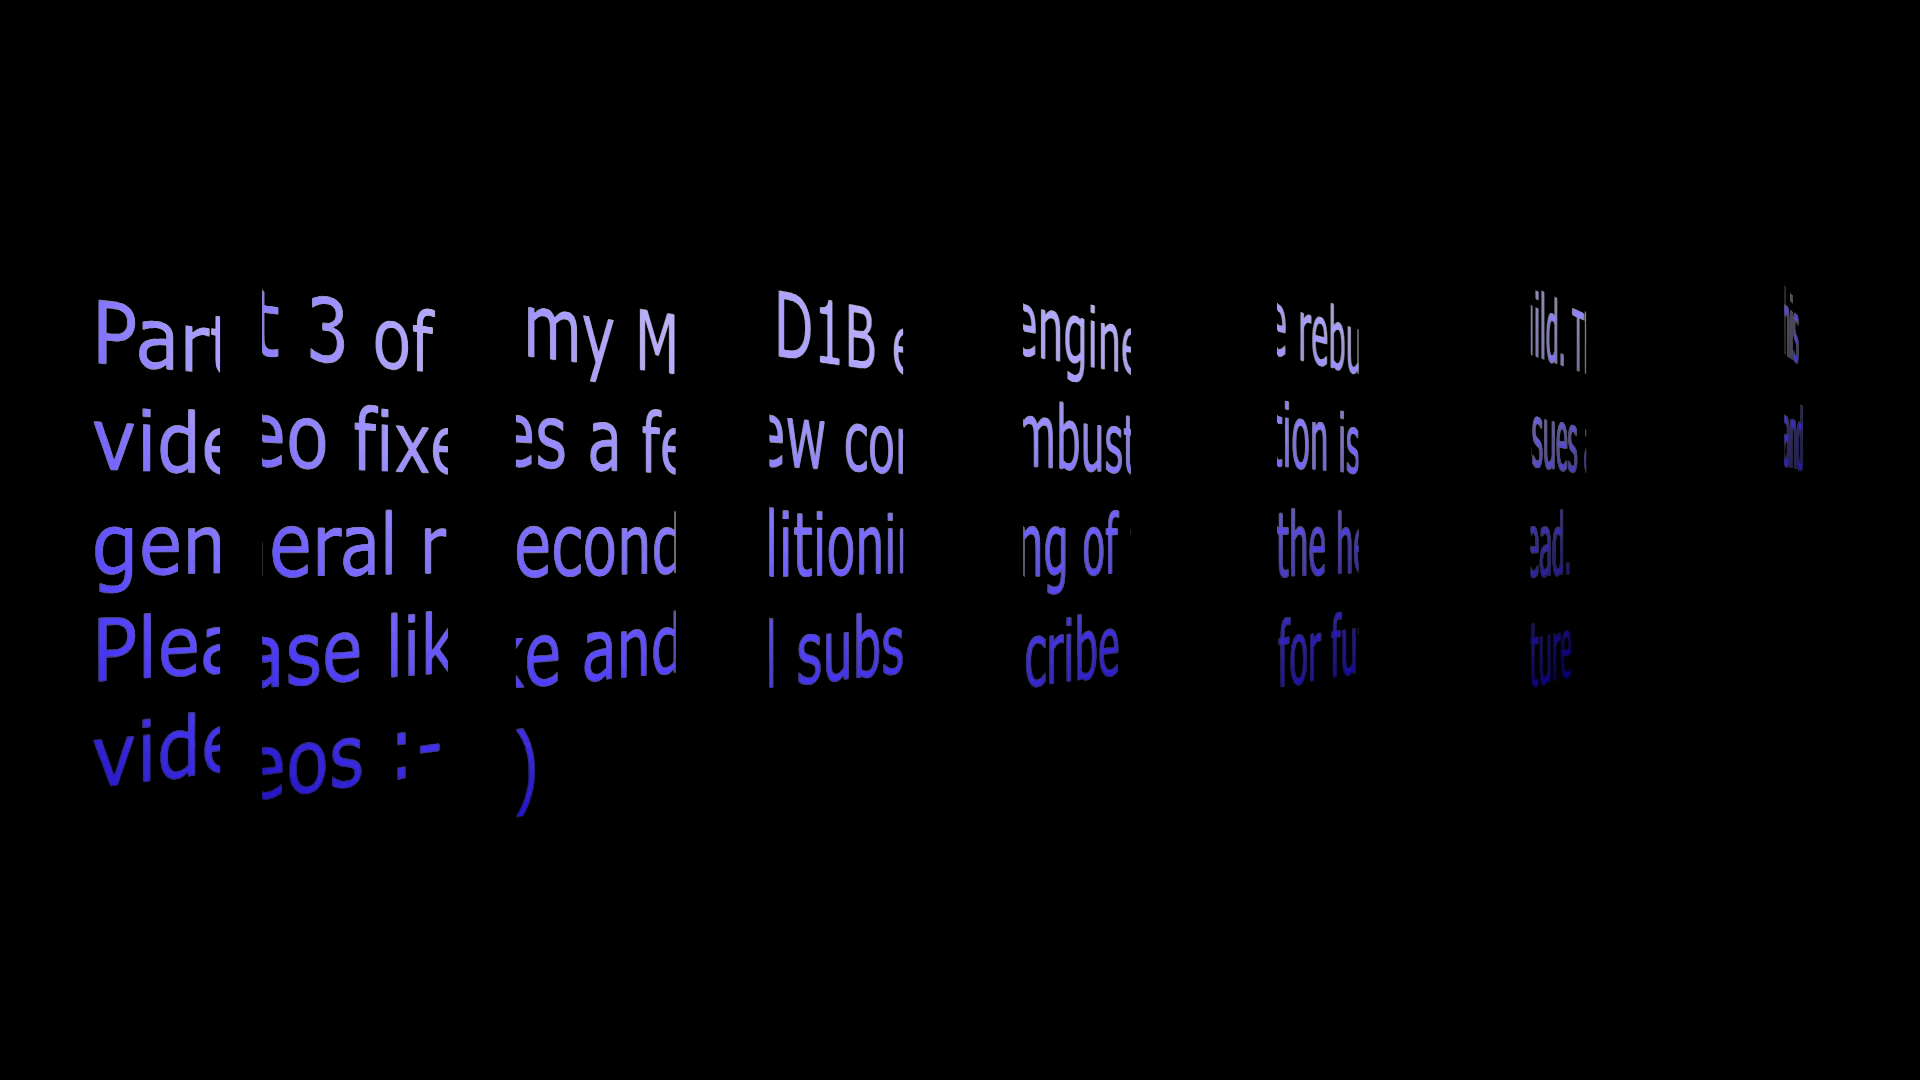 Part 3 of my MD1B engine rebuild. This
video fixes a few combustion issues and
general reconditioning of the head.
Please like and subscribe for future
videos :-)